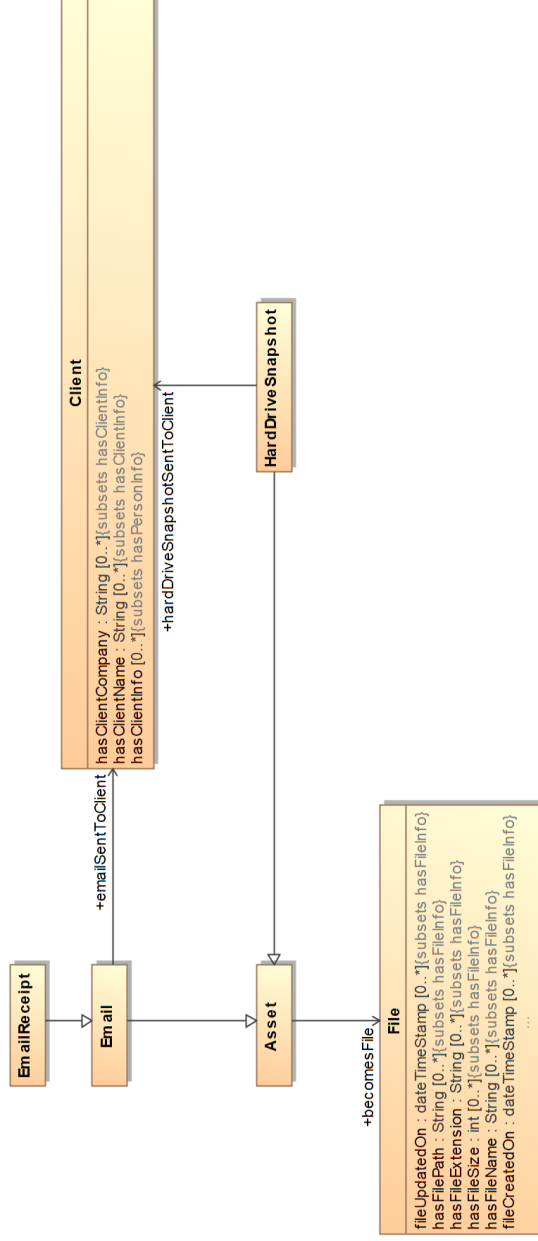 EmailReceipt
Email
+emailSentToClient
Client
hasClientCompany : String [0..*]{subsets hasClientInfo}
hasClientName : String [0..*]{subsets hasClientInfo}
hasClientInfo [0..*]{subsets hasPersonInfo}
+hardDriveSnapshotSentToClient
Asset
HardDriveSnapshot
+becomesFile
File
fileUpdatedOn : dateTimeStamp [0..*]{subsets hasFileInfo}
hasFilePath : String [0..*]{subsets hasFileInfo}
hasFileExtension : String [0..*]{subsets hasFileInfo}
hasFileSize : int [0..*]{subsets hasFileInfo}
hasFileName : String [0..*]{subsets hasFileInfo}
fileCreatedOn : dateTimeStamp [0..*]{subsets hasFileInfo}
...